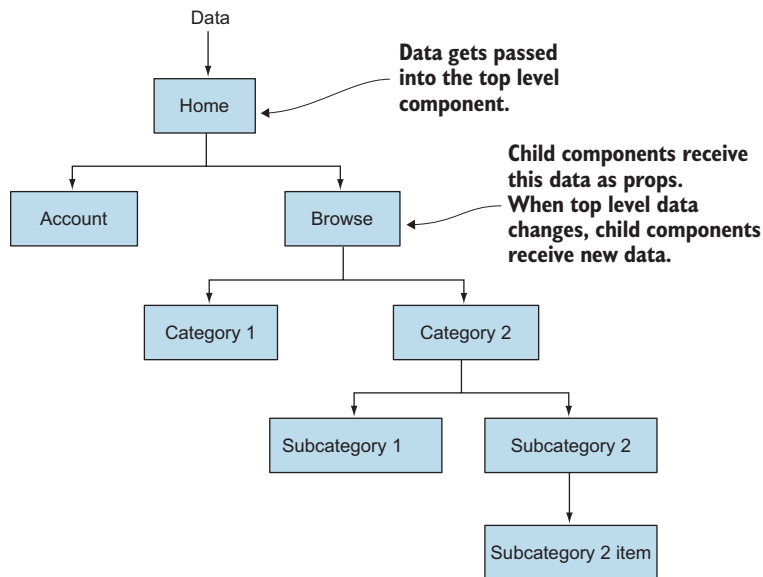 Data
Data gets passed
into the top level
component.
Home
Child components receive
this data as props.
When top level data
changes, child components
receive new data.
Account
Browse
Category 1
Category 2
Subcategory 1
Subcategory 2
Subcategory 2 item